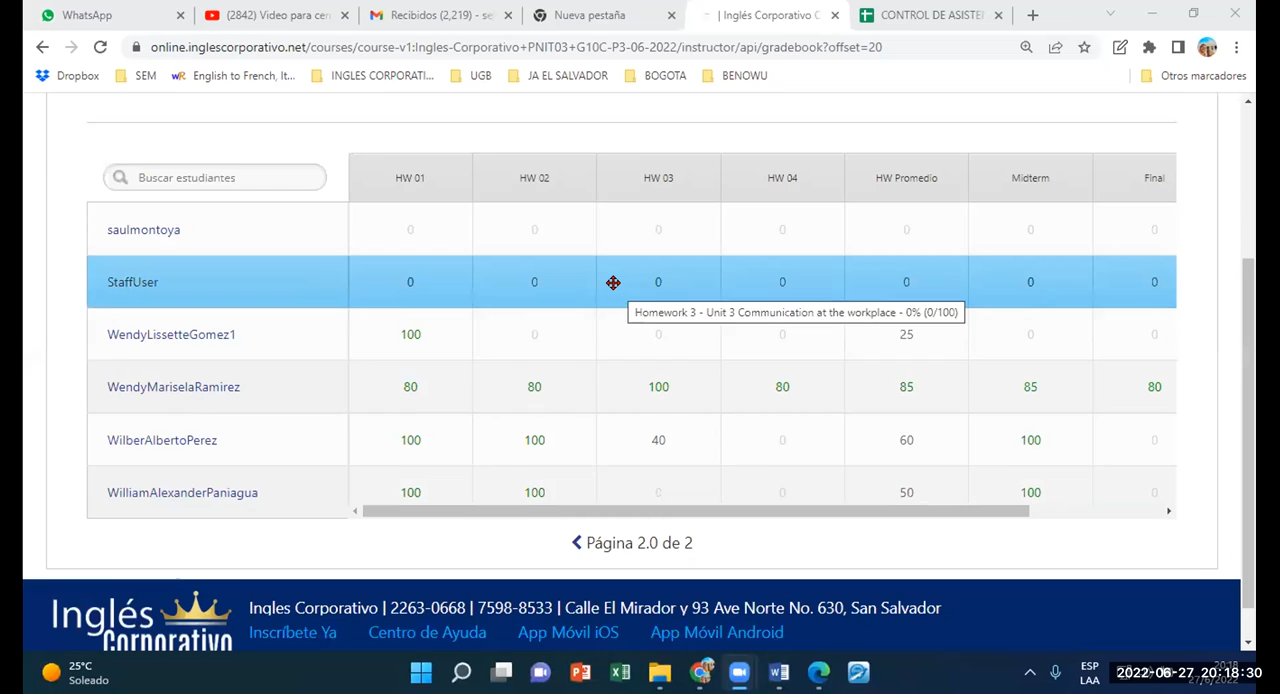 WhatsApp
(2842) Video para cer
Recibidos (2,219) - se
Nueva pestaña
| Inglés Corporativo C
CONTROL DE ASISTEN
online.inglescorporativo.net/courses/course-v1:Ingles-Corporativo+PNIT03+G10C-P3-06-2022/instructor/api/gradebook?offset=20
Dropbox SEM English to French, It... INGLES CORPORATI... UGB JA EL SALVADOR BOGOTA BENOWU Otros marcadores
Buscar estudiantes HW 01 HW 02 HW 03 HW 04 HW Promedio Midterm Final
saulmontoya 0 0 0 0 0 0 0
StaffUser 0 0 0 0 0 0 0
Homework 3 - Unit 3 Communication at the workplace - 0% (0/100)
WendyLissetteGomez1 100 0 0 0 25 0 0
WendyMariselaRamirez 80 80 100 80 85 85 80
WilberAlbertoPerez 100 100 40 0 60 100 0
WilliamAlexanderPaniagua 100 100 0 0 50 100 0
Página 2.0 de 2
Inglés Corporativo
Ingles Corporativo | 2263-0668 | 7598-8533 | Calle El Mirador y 93 Ave Norte No. 630, San Salvador
Inscríbete Ya Centro de Ayuda App Móvil iOS App Móvil Android
25°C
Soleado
ESP
LAA
2022-06-27 20:18:30